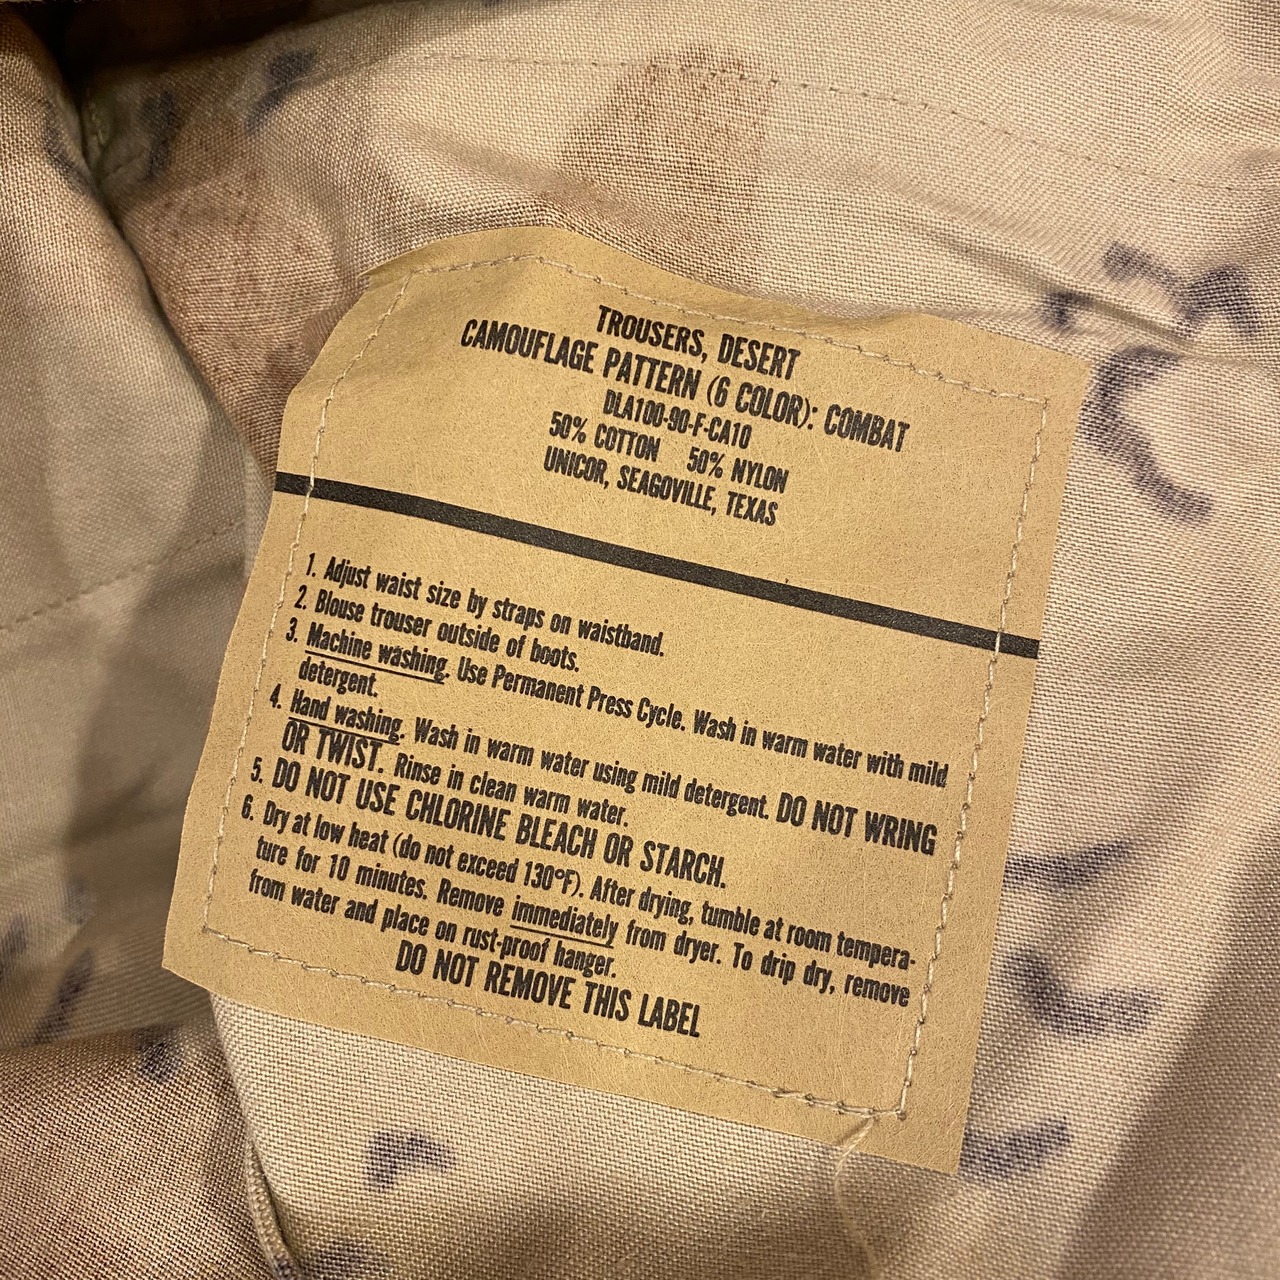 TROUSERS, DESERT
CAMOUFLAGE PATTERN (6 COLOR): COMBAT
DLA100-90-F-CA10
50% COTTON 50% NYLON
UNICOR, SEAGOVILLE, TEXAS
1. Adjust waist size by straps on waistband.
2. Blouse trouser outside of boots.
3. Machine washing. Use Permanent Press Cycle. Wash in warm water with mild
detergent.
4. Hand washing. Wash in warm water using mild detergent. DO NOT WRING
OR TWIST. Rinse in clean warm water.
5. DO NOT USE CHLORINE BLEACH OR STARCH.
6. Dry at low heat (do not exceed 130°F). After drying, tumble at room tempera-
ture for 10 minutes. Remove immediately from dryer. To drip dry, remove
from water and place on rust-proof hanger.
DO NOT REMOVE THIS LABEL